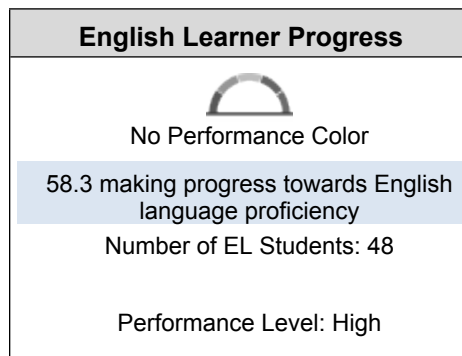 English Learner Progress
No Performance Color
58.3 making progress towards English
language proficiency
Number of EL Students: 48
Performance Level: High